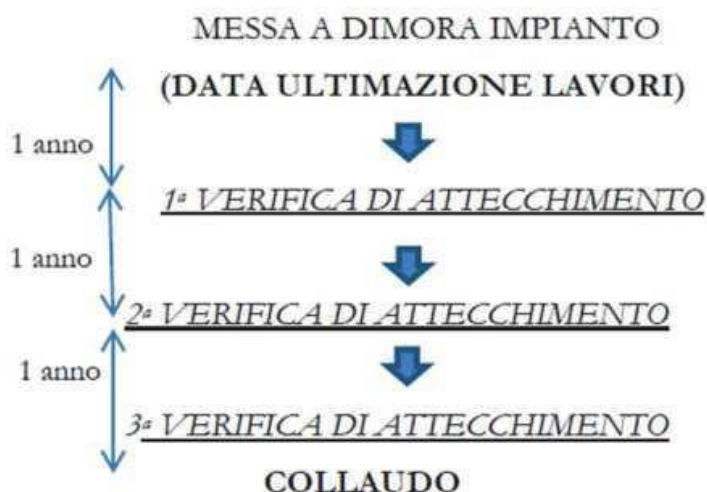 MESSA A DIMORA IMPIANTO
(DATA ULTIMAZIONE LAVORI)
1 anno
1ª VERIFICA DI ATTECCHIMENTO
1 anno
2ª VERIFICA DI ATTECCHIMENTO
1 anno
3ª VERIFICA DI ATTECCHIMENTO
COLLAUDO